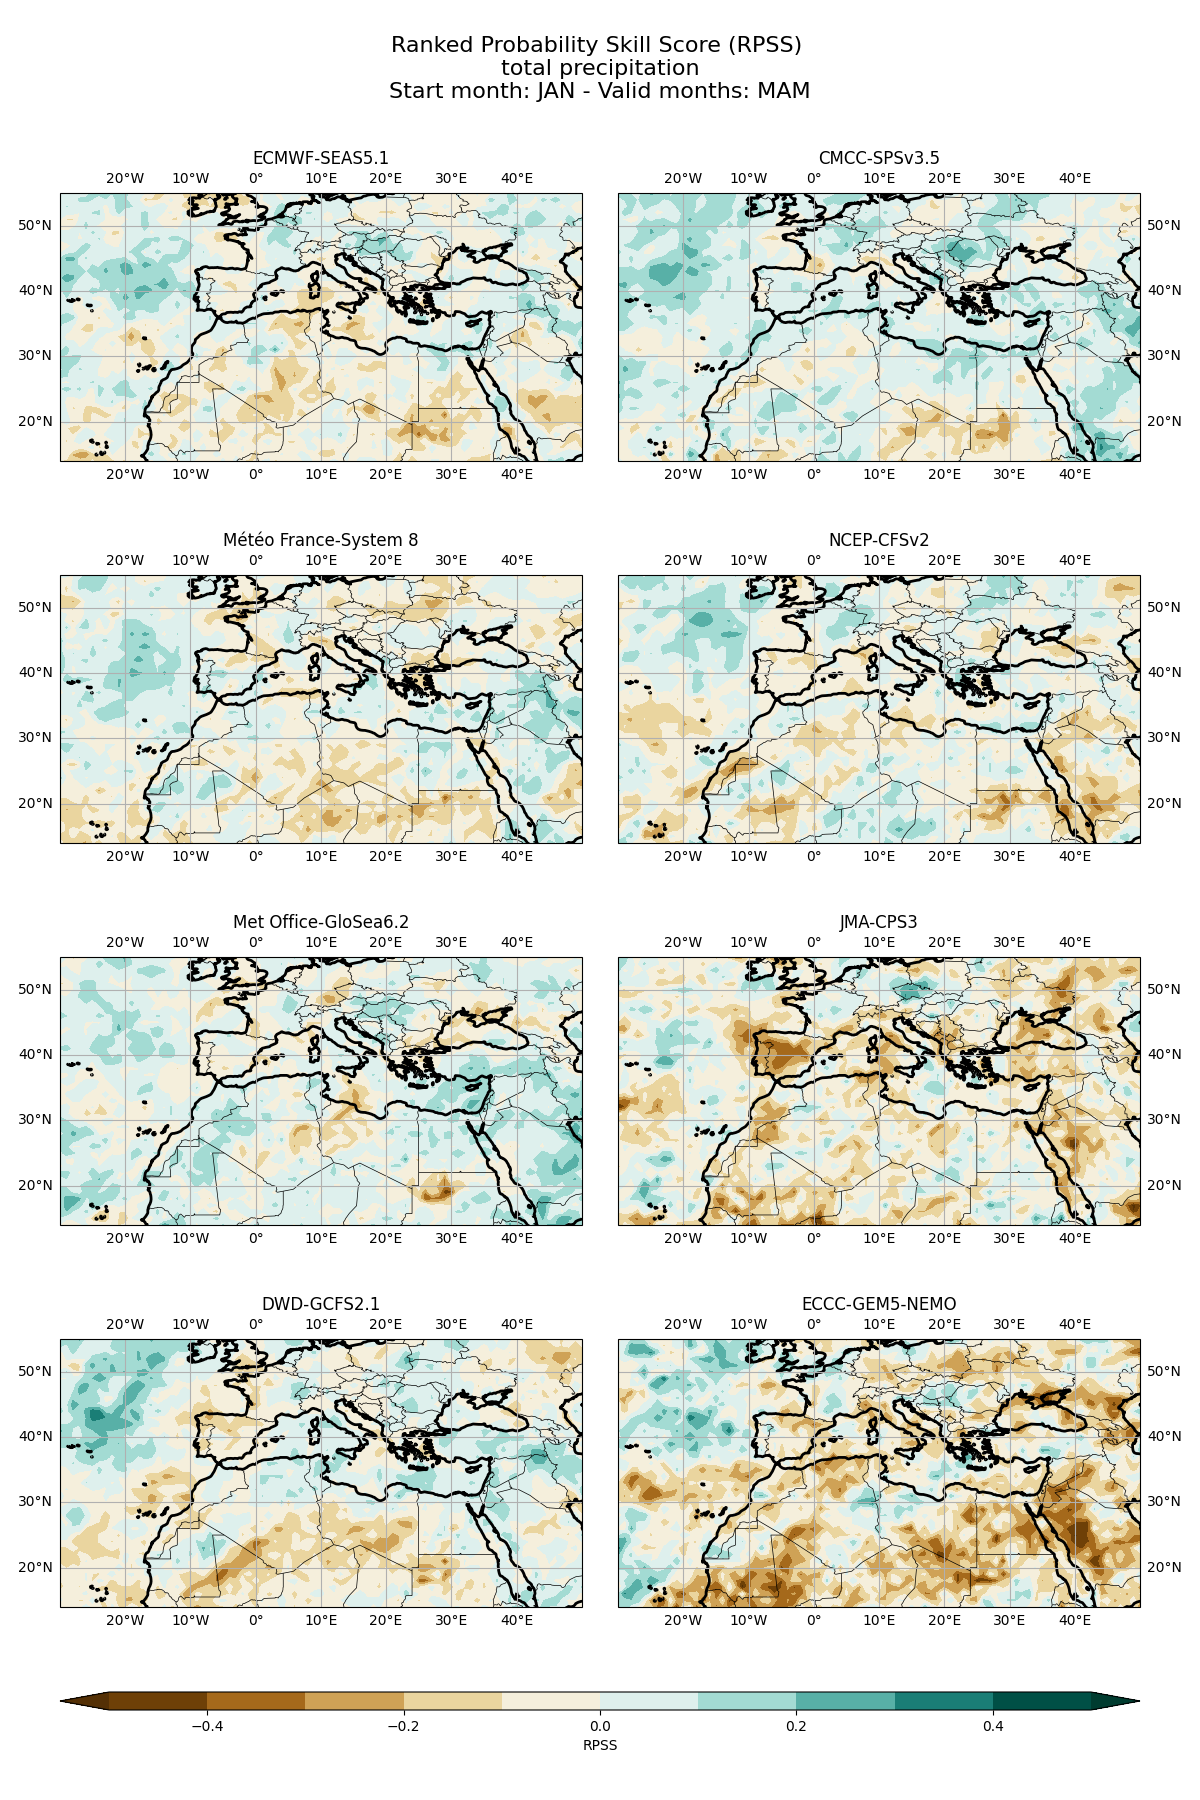 Ranked Probability Skill Score (RPSS)
total precipitation
Start month: JAN - Valid months: MAM
ECMWF-SEAS5.1 CMCC-SPSv3.5
20°W 10°W 0° 10°E 20°E 30°E 40°E 20°W 10°W 0° 10°E 20°E 30°E 40°E
50°N 50°N
40°N 40°N
30°N 30°N
20°N 20°N
20°W 10°W 0° 10°E 20°E 30°E 40°E 20°W 10°W 0° 10°E 20°E 30°E 40°E
Météo France-System 8 NCEP-CFSv2
20°W 10°W 0° 10°E 20°E 30°E 40°E 20°W 10°W 0° 10°E 20°E 30°E 40°E
50°N 50°N
40°N 40°N
30°N 30°N
20°N 20°N
20°W 10°W 0° 10°E 20°E 30°E 40°E 20°W 10°W 0° 10°E 20°E 30°E 40°E
Met Office-GloSea6.2 JMA-CPS3
20°W 10°W 0° 10°E 20°E 30°E 40°E 20°W 10°W 0° 10°E 20°E 30°E 40°E
50°N 50°N
40°N 40°N
30°N 30°N
20°N 20°N
20°W 10°W 0° 10°E 20°E 30°E 40°E 20°W 10°W 0° 10°E 20°E 30°E 40°E
DWD-GCFS2.1 ECCC-GEM5-NEMO
20°W 10°W 0° 10°E 20°E 30°E 40°E 20°W 10°W 0° 10°E 20°E 30°E 40°E
50°N 50°N
40°N 40°N
30°N 30°N
20°N 20°N
20°W 10°W 0° 10°E 20°E 30°E 40°E 20°W 10°W 0° 10°E 20°E 30°E 40°E
−0.4 −0.2 0.0 0.2 0.4
RPSS